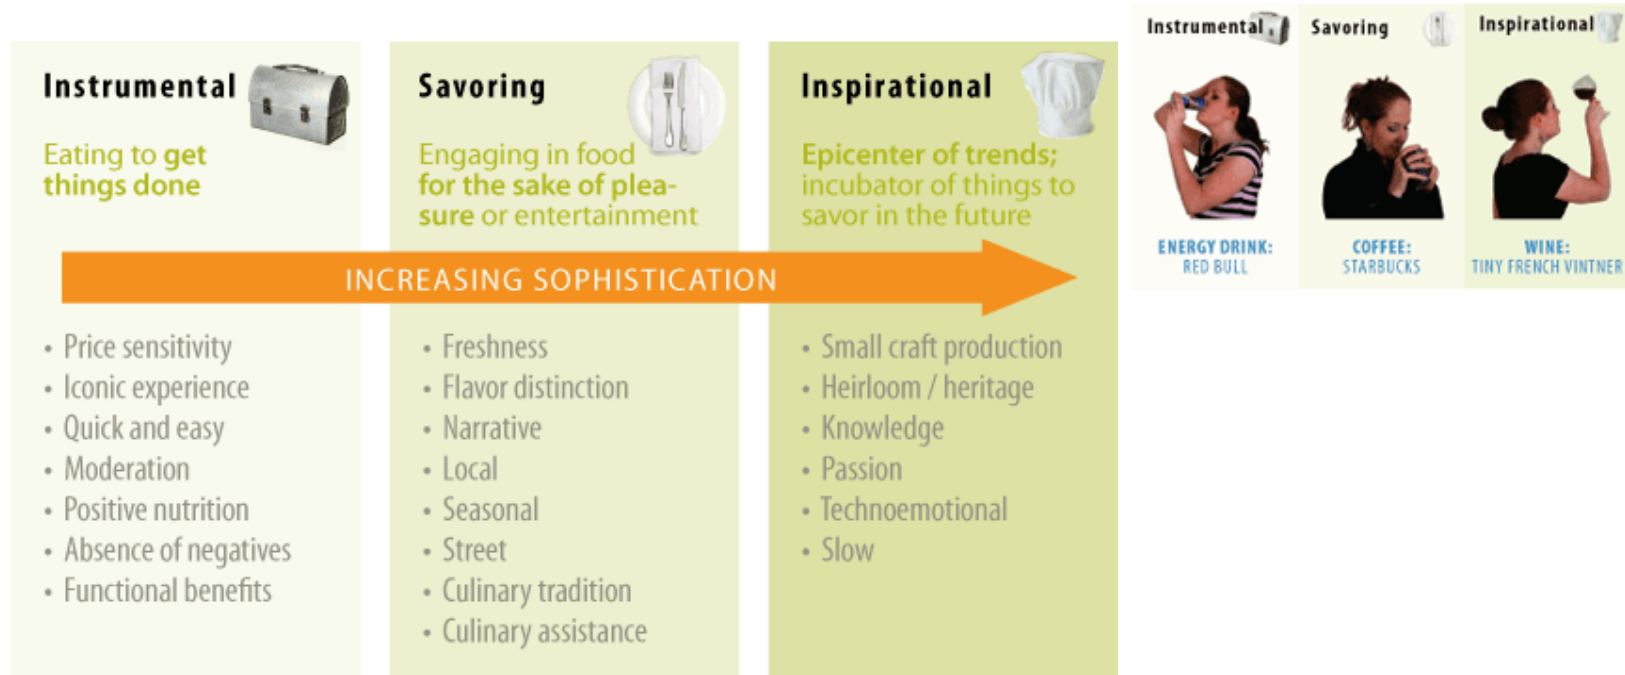 Instrumental
Eating to get
things done
Savoring
Engaging in food
for the sake of plea-
sure or entertainment
Inspirational
Epicenter of trends;
incubator of things to
savor in the future
INCREASING SOPHISTICATION
• Price sensitivity
• Iconic experience
• Quick and easy
• Moderation
• Positive nutrition
• Absence of negatives
• Functional benefits
• Freshness
• Flavor distinction
• Narrative
• Local
• Seasonal
• Street
• Culinary tradition
• Culinary assistance
• Small craft production
• Heirloom / heritage
• Knowledge
• Passion
• Technoemotional
• Slow
Instrumental
ENERGY DRINK:
RED BULL
Savoring
COFFEE:
STARBUCKS
Inspirational
WINE:
TINY FRENCH VINTNER